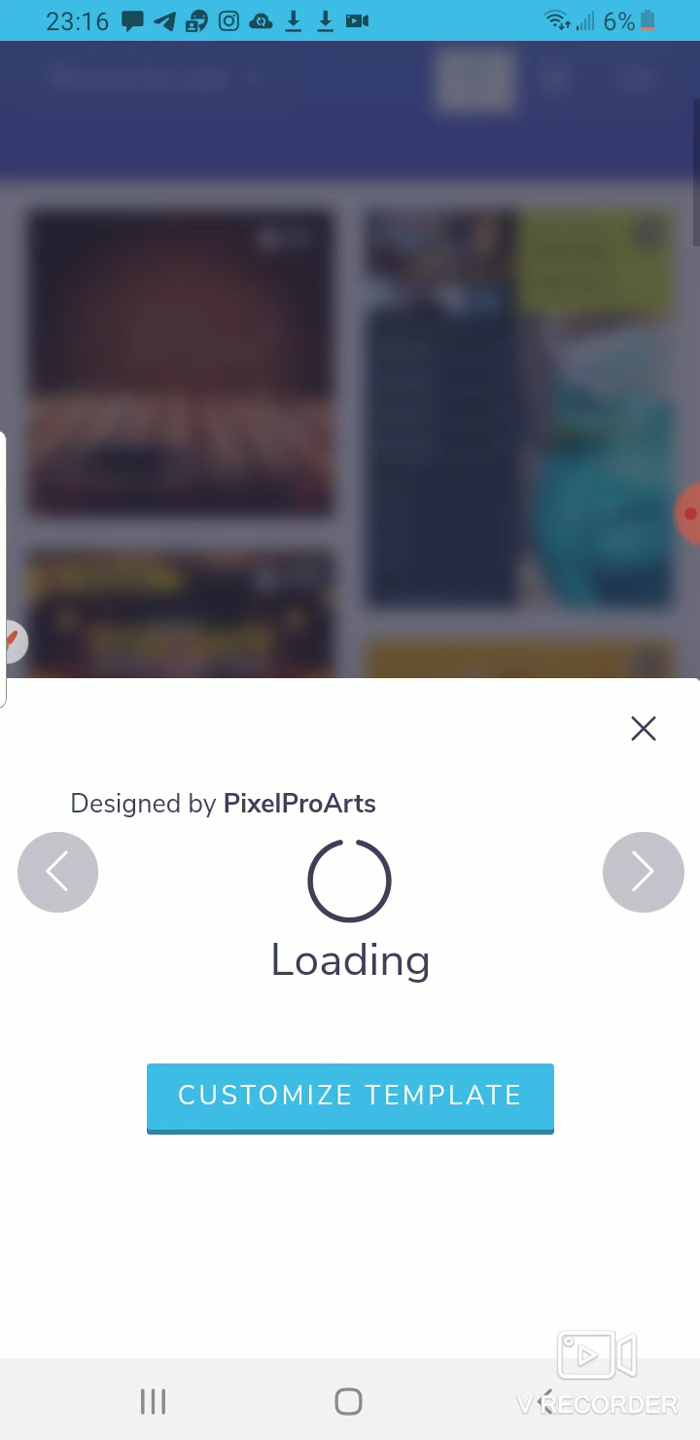 23:16
6%
Designed by PixelProArts
Loading
CUSTOMIZE TEMPLATE
V RECORDER